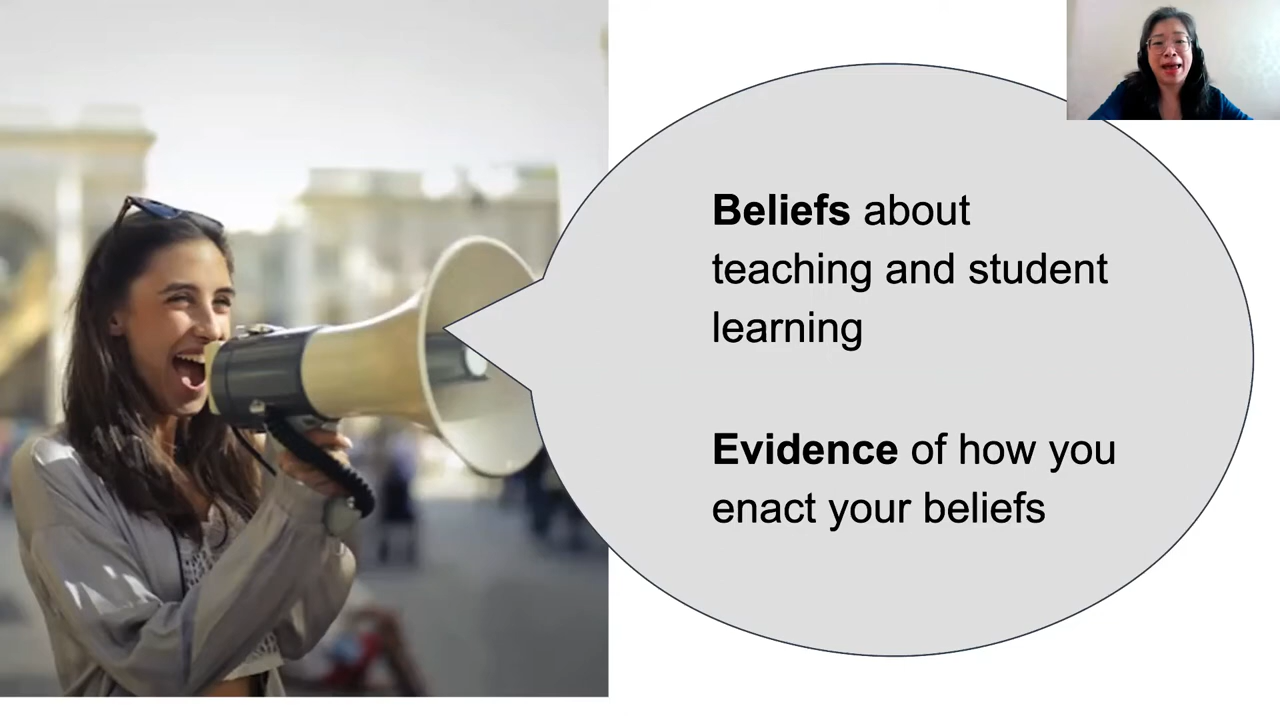 Beliefs about
teaching and student
learning
Evidence of how you
enact your beliefs